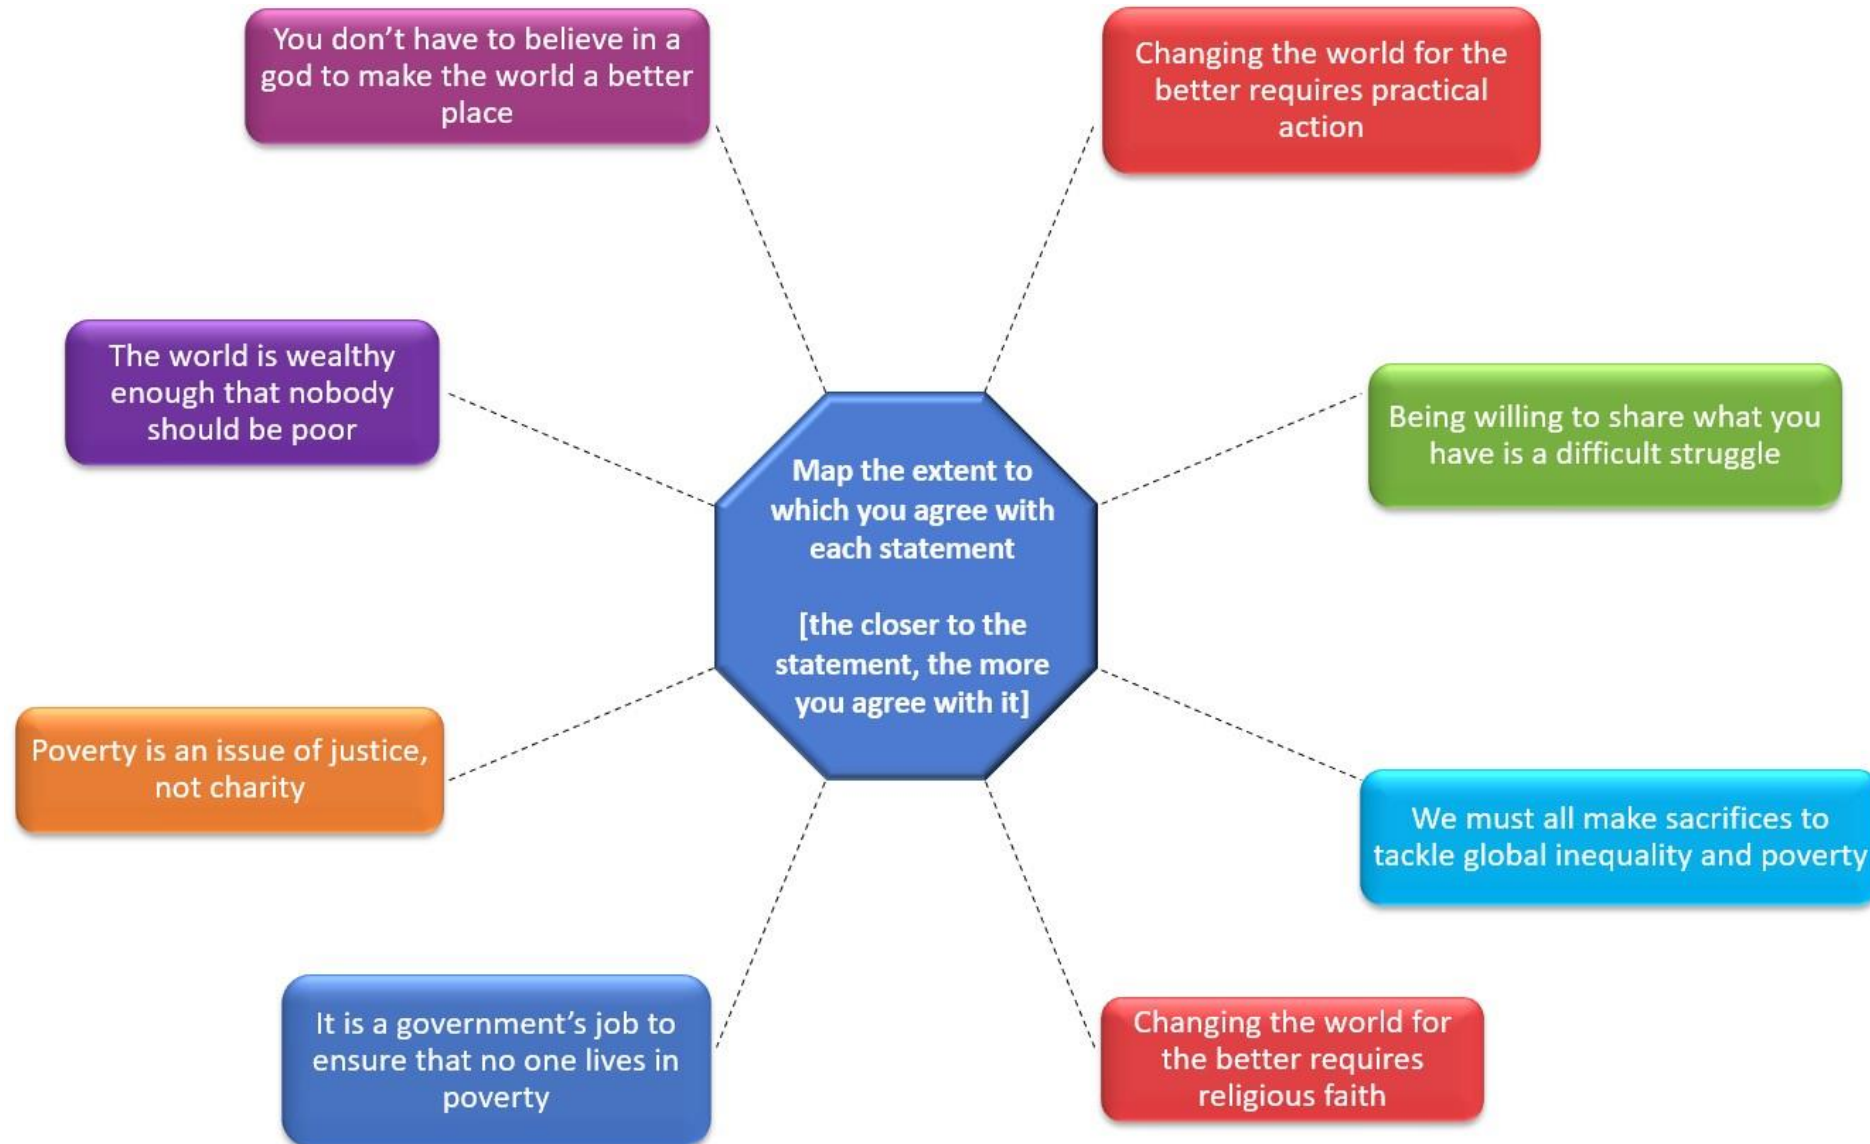 You don’t have to believe in a
god to make the world a better
place
Changing the world for the
better requires practical
action
The world is wealthy
enough that nobody
should be poor
Being willing to share what you
have is a difficult struggle
Map the extent to
which you agree with
each statement
[the closer to the
statement, the more
you agree with it]
Poverty is an issue of justice,
not charity
We must all make sacrifices to
tackle global inequality and poverty
It is a government’s job to
ensure that no one lives in
poverty
Changing the world for
the better requires
religious faith